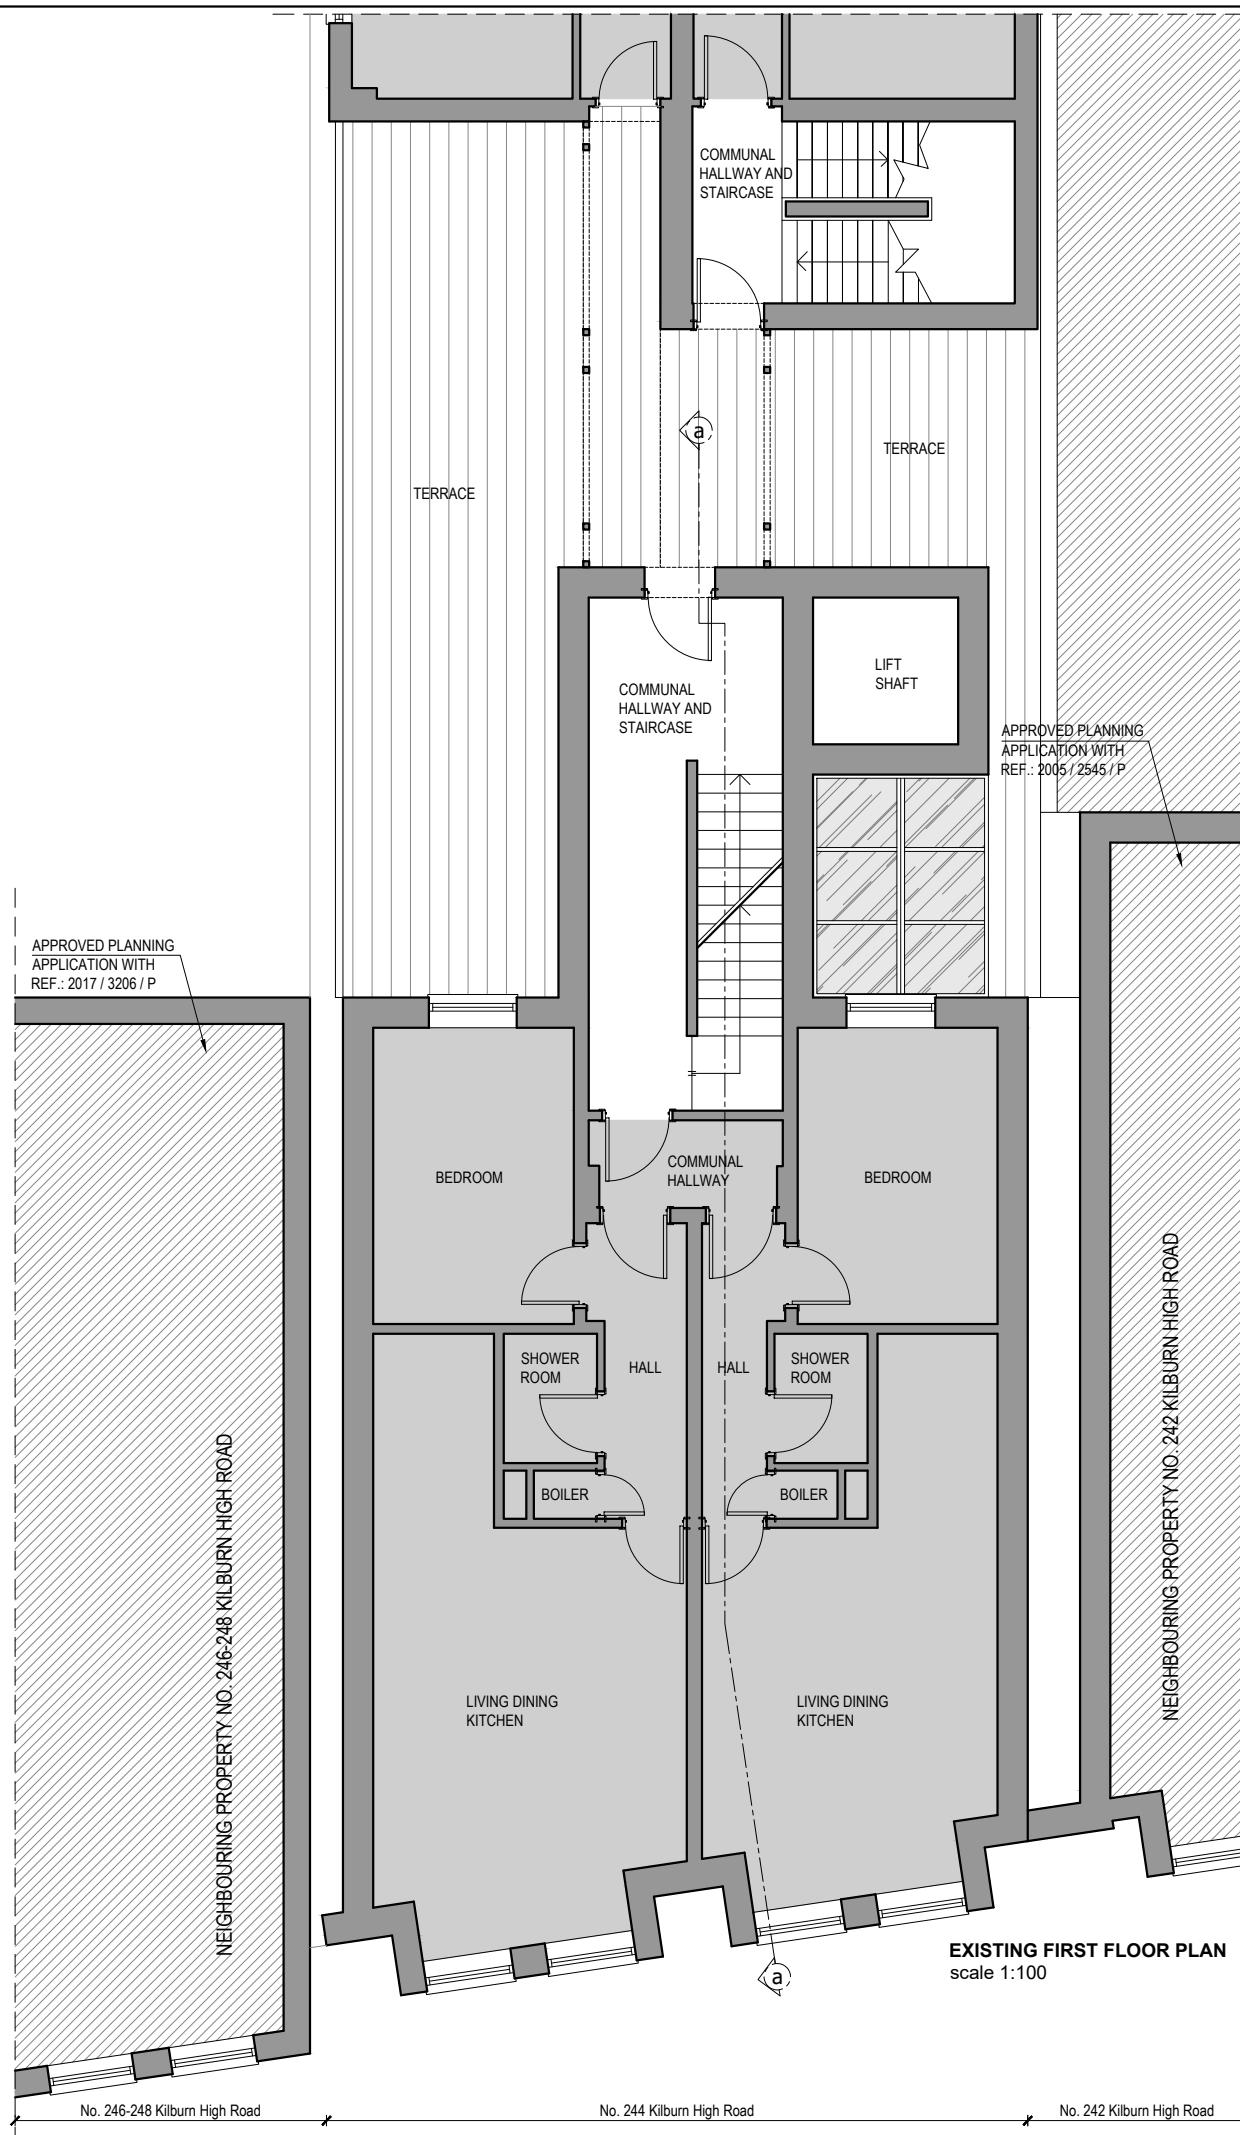 COMMUNAL
HALLWAY AND
STAIRCASE
a
TERRACE
TERRACE
LIFT
SHAFT
COMMUNAL
HALLWAY AND
STAIRCASE
APPROVED PLANNING
APPLICATION WITH
REF.: 2005 / 2545 / P
APPROVED PLANNING
APPLICATION WITH
REF.: 2017 / 3206 / P
COMMUNAL
HALLWAY
BEDROOM
BEDROOM
SHOWER
ROOM
HALL
HALL
SHOWER
ROOM
BOILER
BOILER
NEIGHBOURING PROPERTY NO. 246-248 KILBURN HIGH ROAD
NEIGHBOURING PROPERTY NO. 242 KILBURN HIGH ROAD
LIVING DINING
KITCHEN
LIVING DINING
KITCHEN
EXISTING FIRST FLOOR PLAN
scale 1:100
a
No. 246-248 Kilburn High Road
No. 244 Kilburn High Road
No. 242 Kilburn High Road